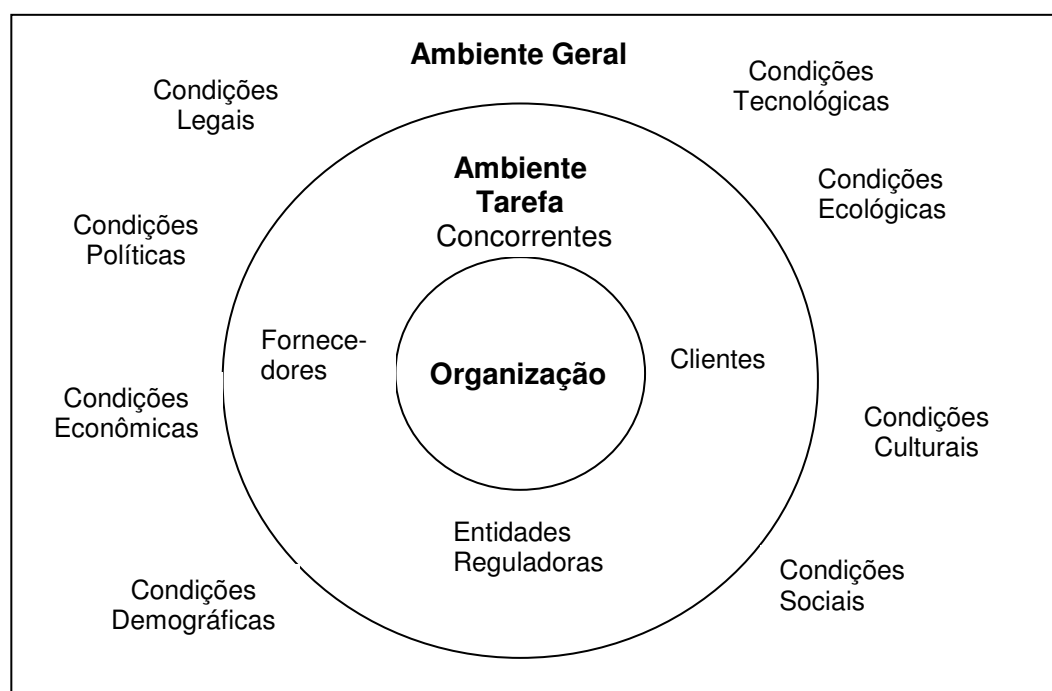 Ambiente Geral
Condições
Legais
Condições
Tecnológicas
Ambiente
Tarefa
Concorrentes
Condições
Ecológicas
Condições
Políticas
Fornece-
dores
Organização
Clientes
Condições
Econômicas
Condições
Culturais
Entidades
Reguladoras
Condições
Demográficas
Condições
Sociais